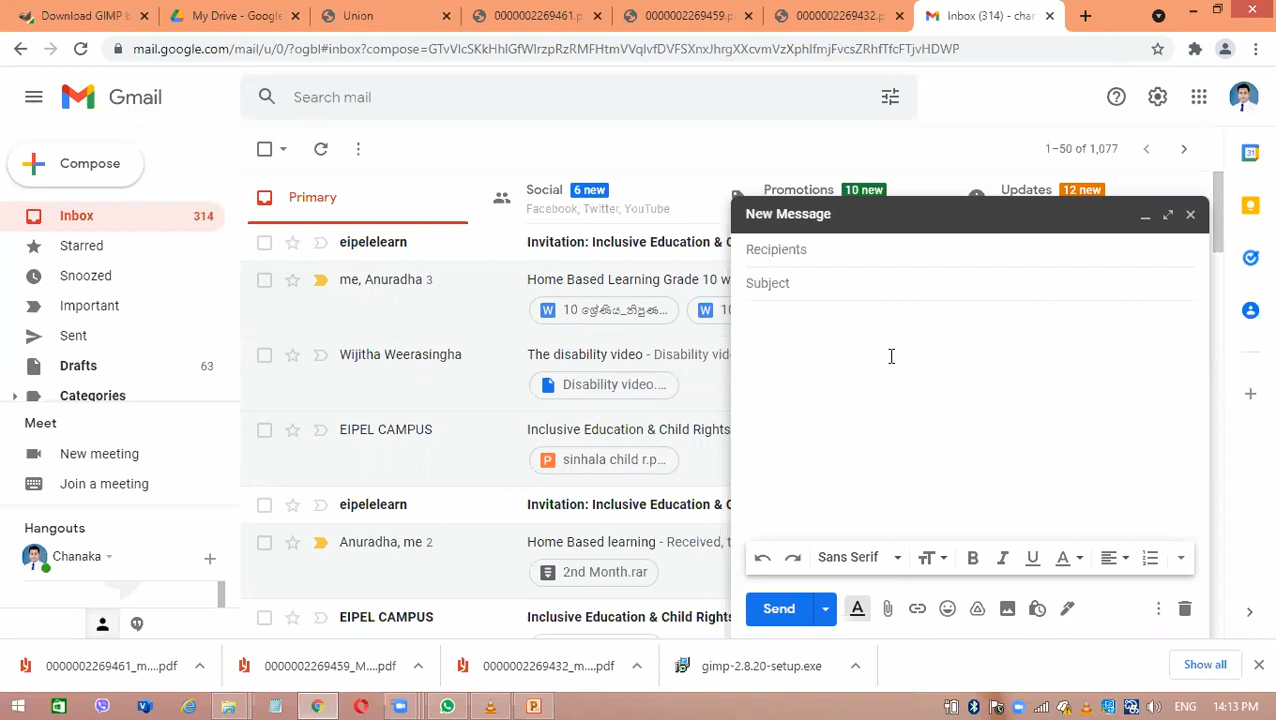 Download GIMP b
My Drive - Google
Union
0000002269461.p
0000002269459.p
0000002269432.p
Inbox (314) - char
mail.google.com/mail/u/0/?ogbl#inbox?compose=GTvVlcSKkHhlGfWlrzpRzRMFHtmVVqlvfDVFSXnxJhrgXXcvmVzXphlfmjFvcsZRhfTfcFTjvHDWP
Gmail
Search mail
Compose
1–50 of 1,077
Inbox 314
Starred
Snoozed
Important
Sent
Drafts 63
Categories
Meet
New meeting
Join a meeting
Hangouts
Chanaka
Primary
Social 6 new
Facebook, Twitter, YouTube
Promotions 10 new
Updates 12 new
eipelelearn Invitation: Inclusive Education & C
me, Anuradha 3 Home Based Learning Grade 10 w
10 ශ්‍රේණිය_නිපුණ... 10
Wijitha Weerasingha The disability video - Disability vid
Disability video....
EIPEL CAMPUS Inclusive Education & Child Rights
sinhala child r.p...
eipelelearn Invitation: Inclusive Education & C
Anuradha, me 2 Home Based learning - Received, t
2nd Month.rar
EIPEL CAMPUS Inclusive Education & Child Rights
New Message
Recipients
Subject
Sans Serif
Send
0000002269461_m....pdf
0000002269459_M....pdf
0000002269432_m....pdf
gimp-2.8.20-setup.exe
Show all
ENG 14:13 PM